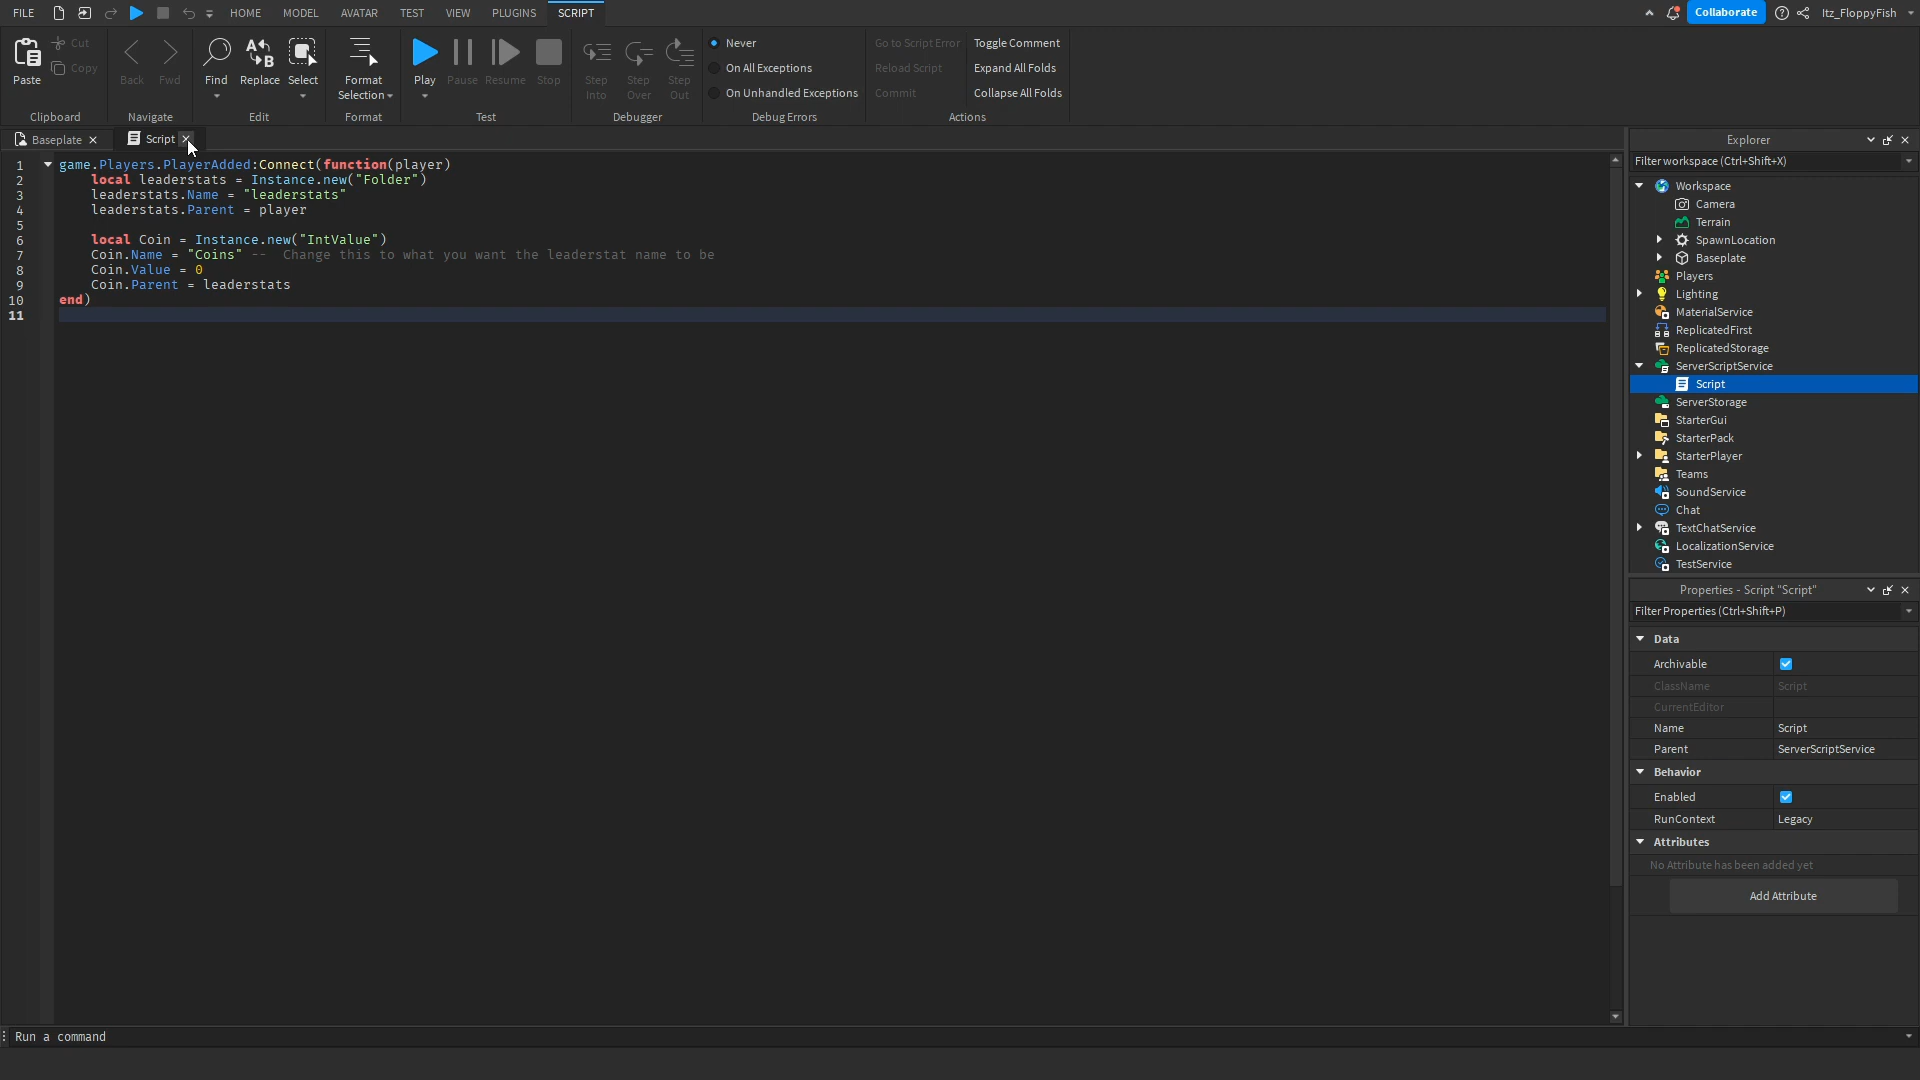 FILE HOME MODEL AVATAR TEST VIEW PLUGINS SCRIPT Collaborate Itz_FloppyFish
Paste Cut Copy
Clipboard
Back Fwd
Navigate
Find Replace Select
Edit
Format Selection
Format
Play Pause Resume Stop
Test
Step Into Step Over Step Out
Debugger
Never
On All Exceptions
On Unhandled Exceptions
Debug Errors
Go to Script Error Toggle Comment
Reload Script Expand All Folds
Commit Collapse All Folds
Actions
Baseplate Script
1 game.Players.PlayerAdded:Connect(function(player)
2 local leaderstats = Instance.new("Folder")
3 leaderstats.Name = "leaderstats"
4 leaderstats.Parent = player
5
6 local Coin = Instance.new("IntValue")
7 Coin.Name = "Coins" --  Change this to what you want the leaderstat name to be
8 Coin.Value = 0
9 Coin.Parent = leaderstats
10 end)
11
Explorer
Filter workspace (Ctrl+Shift+X)
Workspace
Camera
Terrain
SpawnLocation
Baseplate
Players
Lighting
MaterialService
ReplicatedFirst
ReplicatedStorage
ServerScriptService
Script
ServerStorage
StarterGui
StarterPack
StarterPlayer
Teams
SoundService
Chat
TextChatService
LocalizationService
TestService
Properties - Script "Script"
Filter Properties (Ctrl+Shift+P)
Data
Archivable
ClassName Script
CurrentEditor
Name Script
Parent ServerScriptService
Behavior
Enabled
RunContext Legacy
Attributes
No Attribute has been added yet
Add Attribute
Run a command